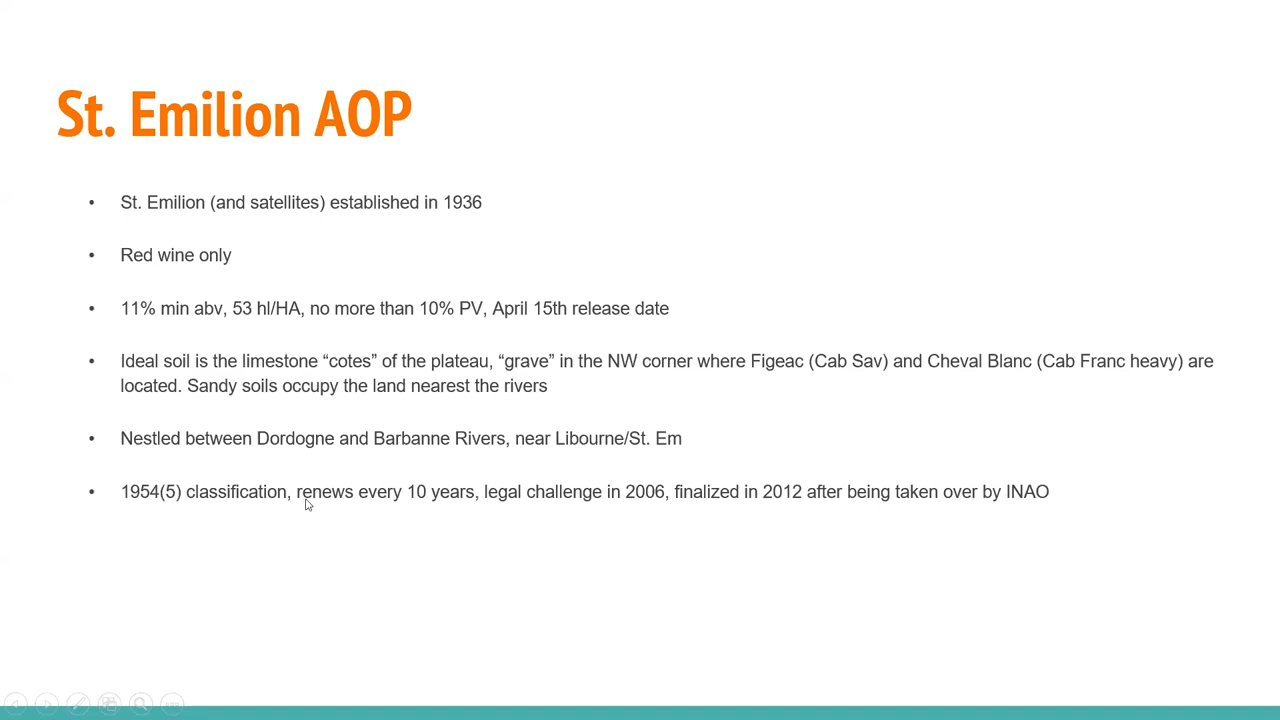 St. Emilion AOP
• St. Emilion (and satellites) established in 1936
• Red wine only
• 11% min abv, 53 hl/HA, no more than 10% PV, April 15th release date
• Ideal soil is the limestone “cotes” of the plateau, “grave” in the NW corner where Figeac (Cab Sav) and Cheval Blanc (Cab Franc heavy) are
located. Sandy soils occupy the land nearest the rivers
• Nestled between Dordogne and Barbanne Rivers, near Libourne/St. Em
• 1954(5) classification, renews every 10 years, legal challenge in 2006, finalized in 2012 after being taken over by INAO